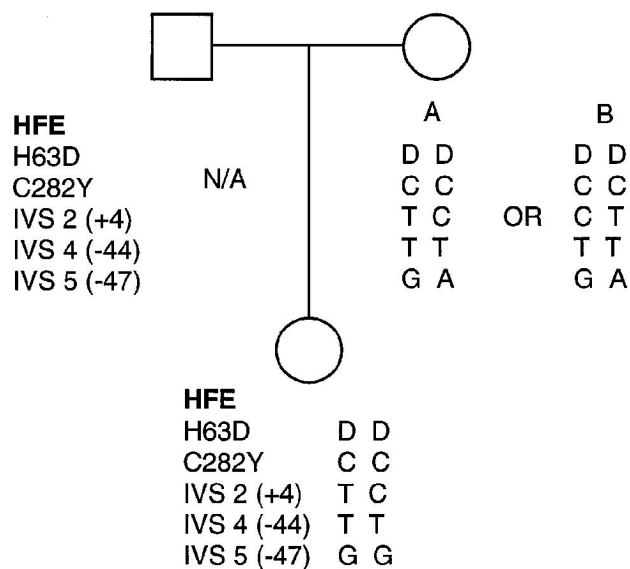 A B
HFE
H63D D D D D
C282Y N/A C C C C
IVS 2 (+4) T C OR C T
IVS 4 (-44) T T T T
IVS 5 (-47) G A G A
HFE
H63D D D
C282Y C C
IVS 2 (+4) T C
IVS 4 (-44) T T
IVS 5 (-47) G G